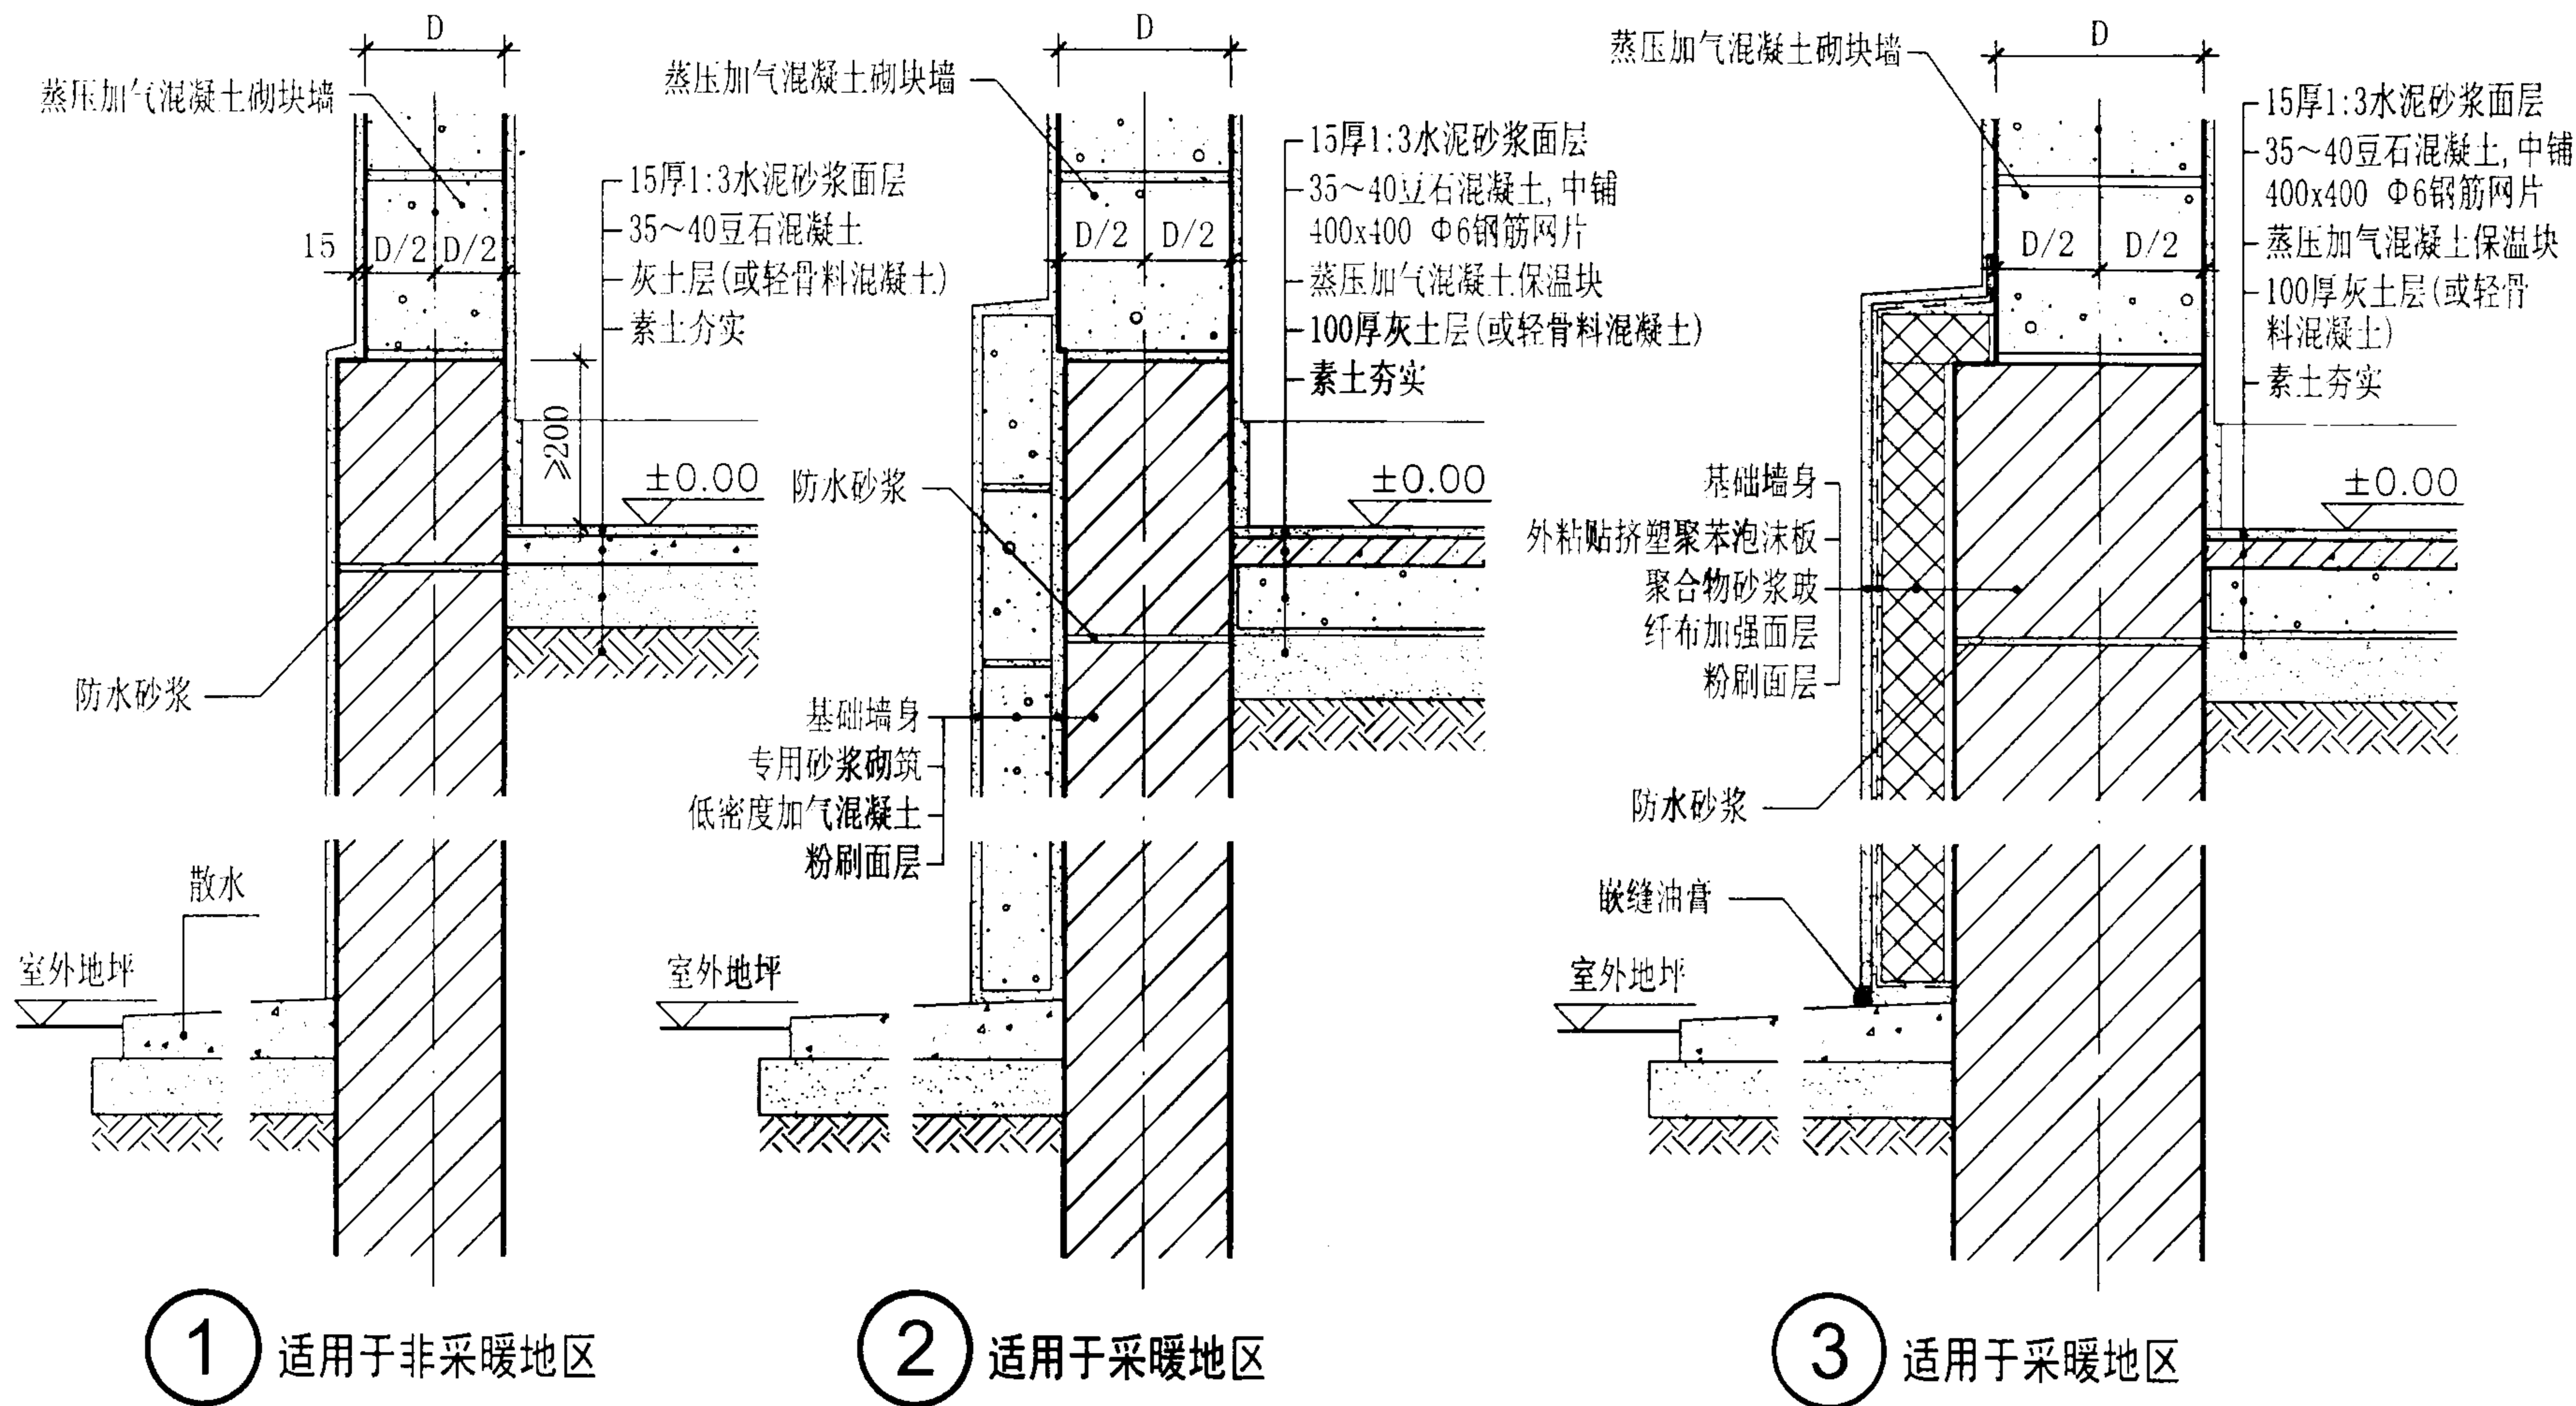 D
蒸压加气混凝土砌块墙
15厚1:3水泥砂浆面层
35~40豆石混凝土
灰土层(或轻骨料混凝土)
素土夯实
15
D/2
D/2
≥200
±0.00
防水砂浆
散水
室外地坪
1
适用于非采暖地区
D
蒸压加气混凝土砌块墙
15厚1:3水泥砂浆面层
35~40豆石混凝土,中铺
400x400 Φ6钢筋网片
蒸压加气混凝土保温块
100厚灰土层(或轻骨料混凝土)
素土夯实
D/2
D/2
±0.00
防水砂浆
基础墙身
专用砂浆砌筑
低密度加气混凝土
粉刷面层
室外地坪
2
适用于采暖地区
D
蒸压加气混凝土砌块墙
15厚1:3水泥砂浆面层
35~40豆石混凝土,中铺
400x400 Φ6钢筋网片
蒸压加气混凝土保温块
100厚灰土层(或轻骨
料混凝土)
素土夯实
D/2
D/2
±0.00
基础墙身
外粘贴挤塑聚苯泡沫板
聚合物砂浆玻
纤布加强面层
粉刷面层
防水砂浆
嵌缝油膏
室外地坪
3
适用于采暖地区